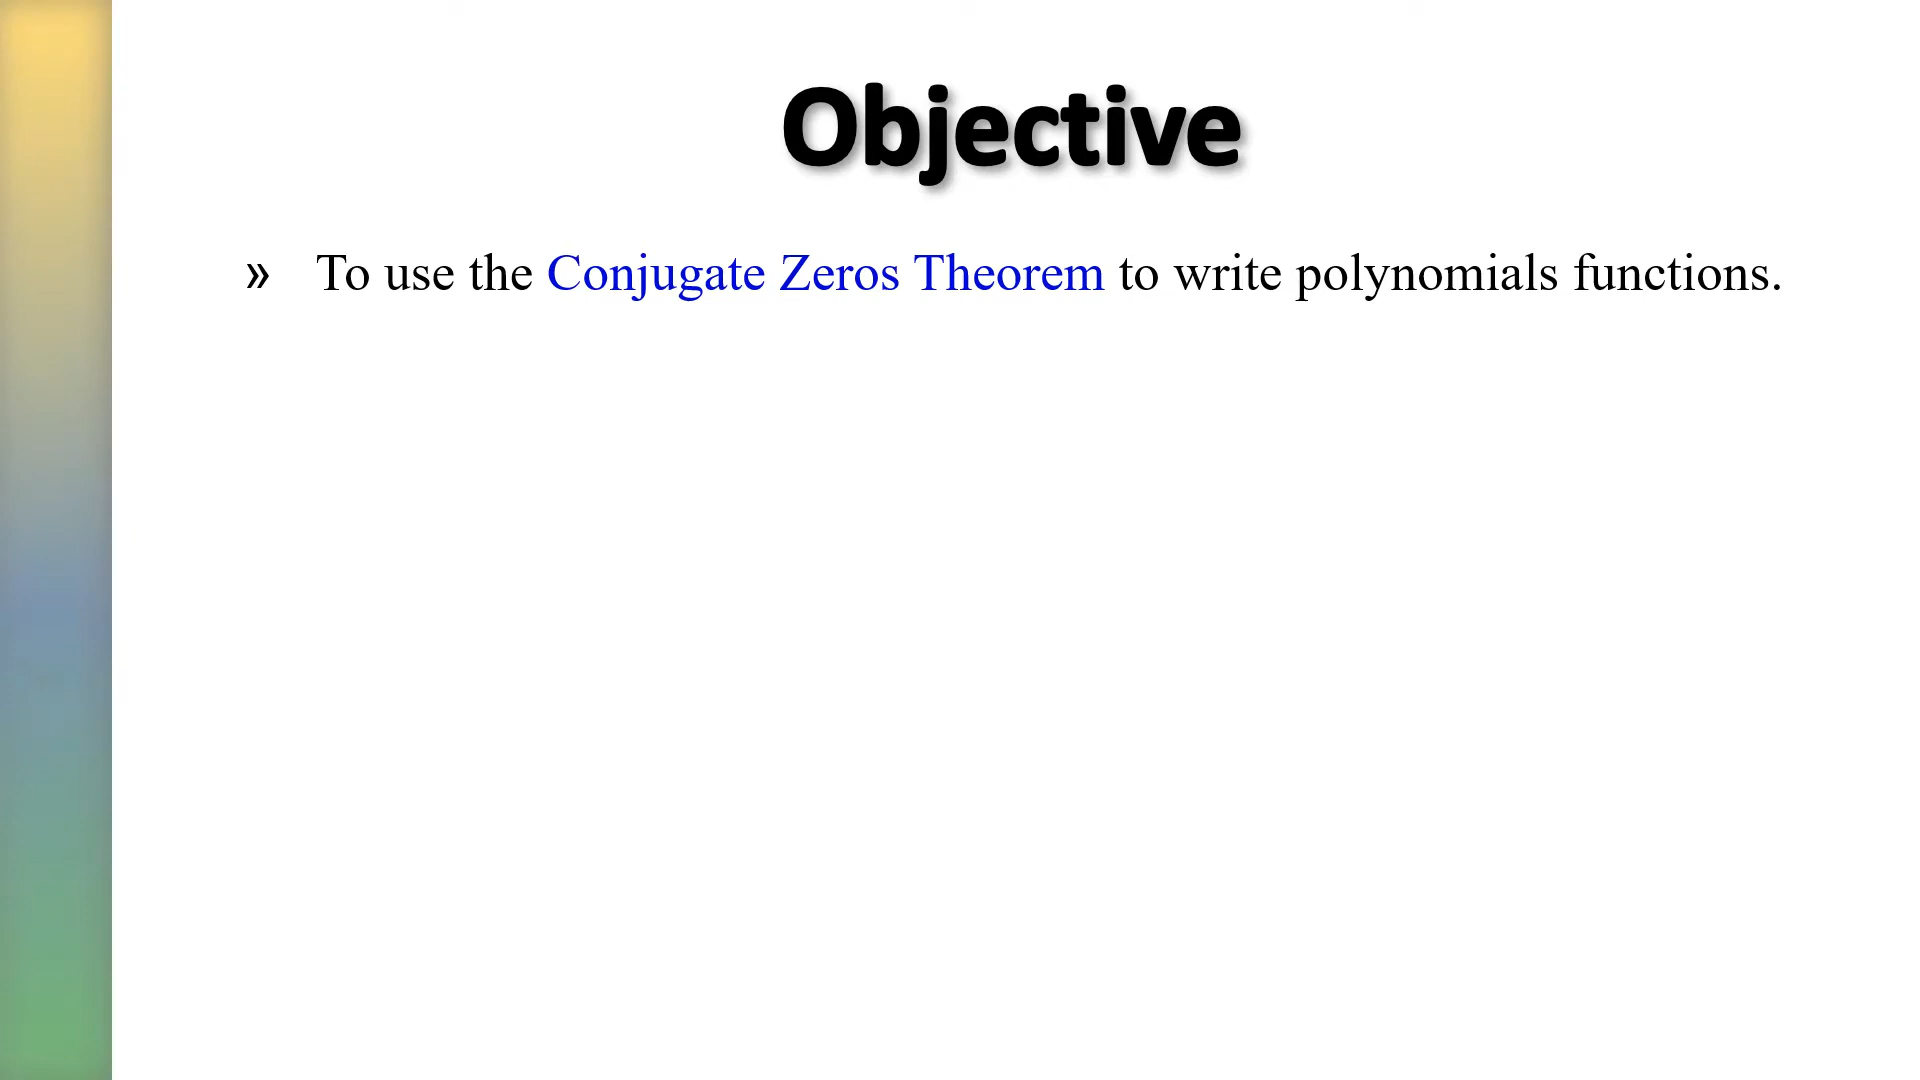 Objective
» To use the Conjugate Zeros Theorem to write polynomials functions.